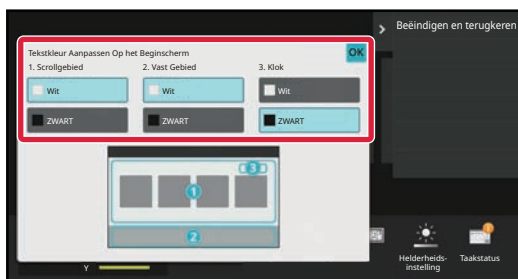 Beëindigen en terugkeren
Tekstkleur Aanpassen Op het Beginscherm
OK
1. Scrollgebied 2. Vast Gebied 3. Klok
Wit Wit Wit
ZWART ZWART ZWART
3
1
2
Helderheids-
instelling
Taakstatus
Y